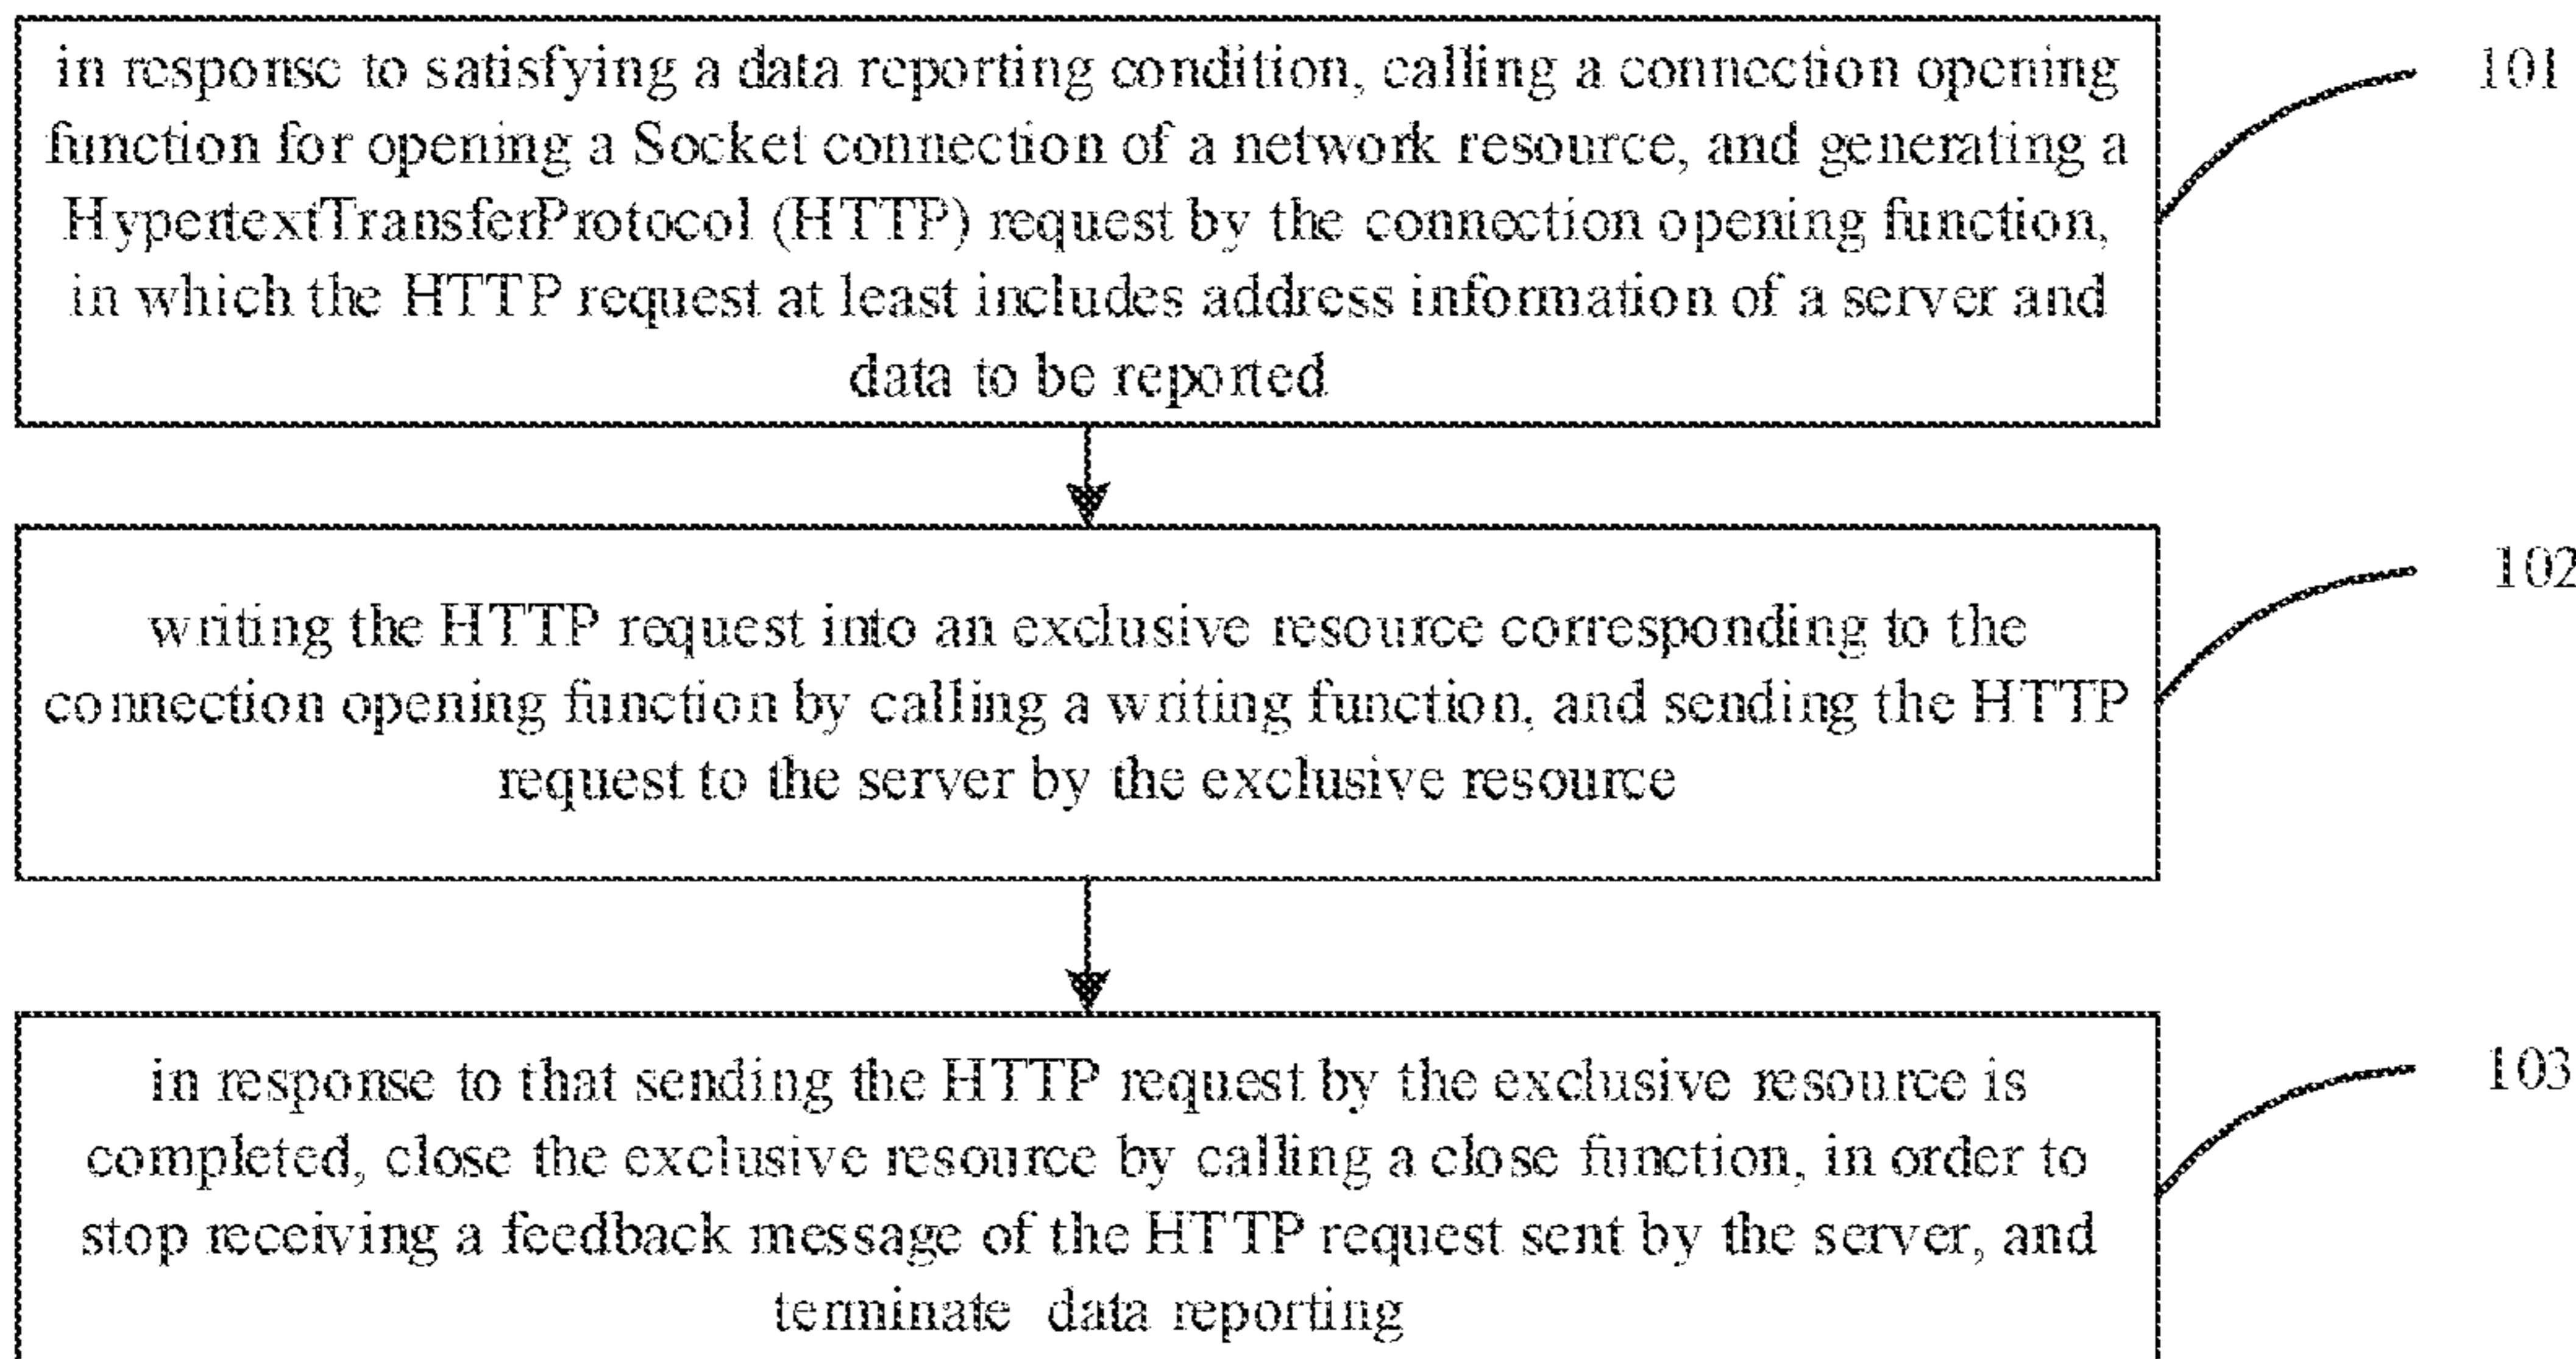 in response to satisfying a data reporting condition, calling a connection opening
function for opening a Socket connection of a network resource, and generating a
HypertextTransferProtocol (HTTP) request by the connection opening function,
in which the HTTP request at least includes address information of a server and
data to be reported
101
writing the HTTP request into an exclusive resource corresponding to the
connection opening function by calling a writing function, and sending the HTTP
request to the server by the exclusive resource
102
in response to that sending the HTTP request by the exclusive resource is
completed, close the exclusive resource by calling a close function, in order to
stop receiving a feedback message of the HTTP request sent by the server, and
terminate data reporting
103